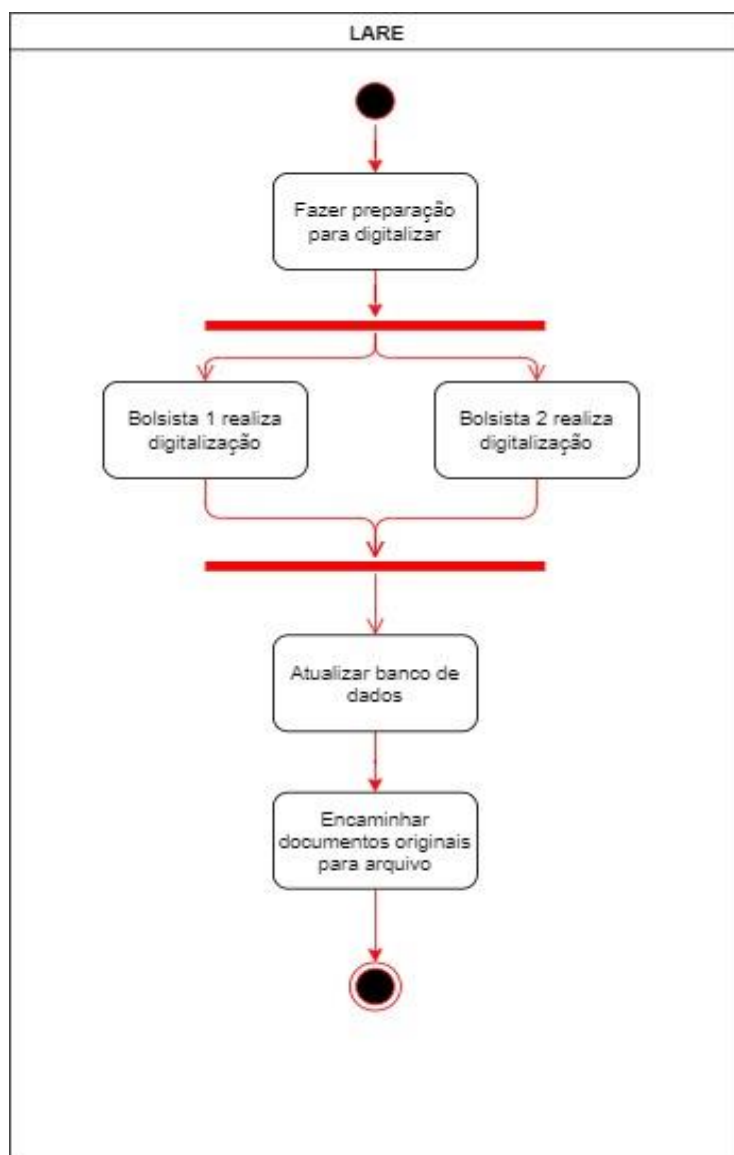 LARE
Fazer preparação
para digitalizar
Bolsista 1 realiza
digitalização
Bolsista 2 realiza
digitalização
Atualizar banco de
dados
Encaminhar
documentos originais
para arquivo